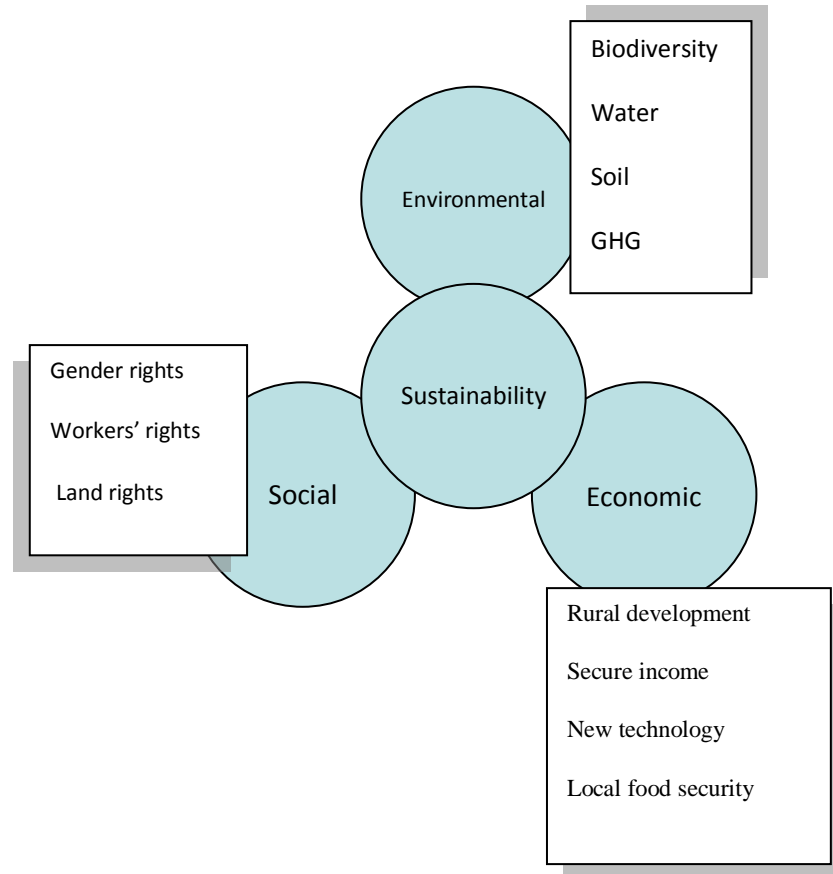 Biodiversity
Water
Soil
GHG
Environmental
Sustainability
Gender rights
Workers’ rights
Land rights
Social
Economic
Rural development
Secure income
New technology
Local food security